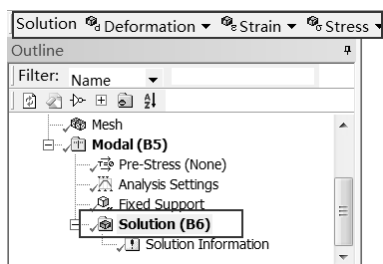 Solution Deformation Strain Stress
Outline
Filter: Name
Mesh
Modal (B5)
Pre-Stress (None)
Analysis Settings
Fixed Support
Solution (B6)
Solution Information